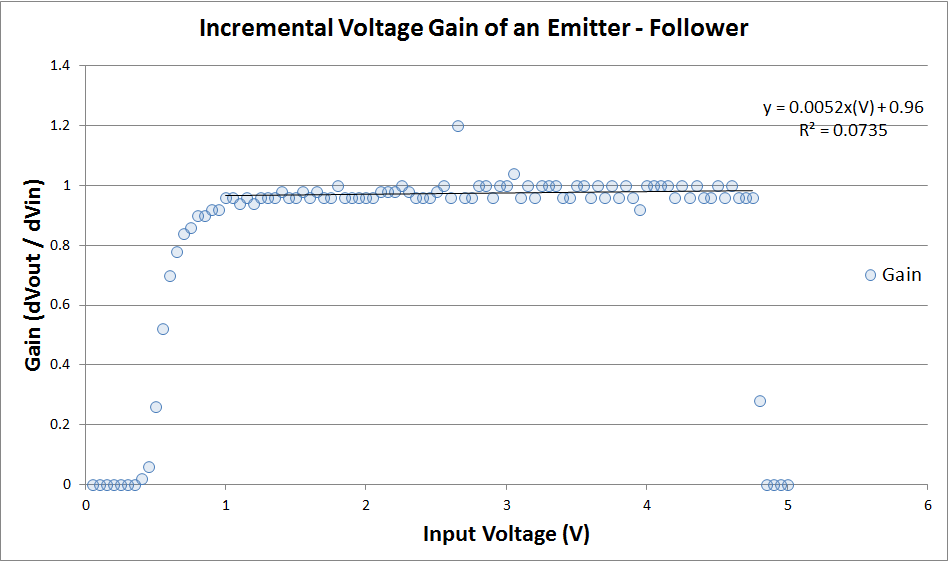 Incremental Voltage Gain of an Emitter - Follower
1.4
1.2
1
0.8
0.6
0.4
0.2
0
Gain (dVout / dVin)
y = 0.0052x(V) + 0.96
R² = 0.0735
Gain
0 1 2 3 4 5 6
Input Voltage (V)